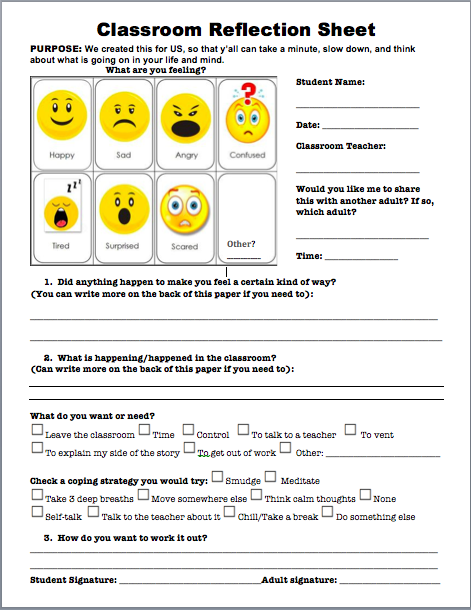 Classroom Reflection Sheet
PURPOSE: We created this for US, so that y'all can take a minute, slow down, and think
about what is going on in your life and mind.
What are you feeling?
Happy
Sad
Angry
?
Confused
zzz
Tired
Surprised
Scared
Other?
Student Name:
Date:
Classroom Teacher:
Would you like me to share
this with another adult? If so,
which adult?
Time:
1. Did anything happen to make you feel a certain kind of way?
(You can write more on the back of this paper if you need to):
2. What is happening/happened in the classroom?
(Can write more on the back of this paper if you need to):
What do you want or need?
Leave the classroom Time Control To talk to a teacher To vent
To explain my side of the story To get out of work Other:
Check a coping strategy you would try: Smudge Meditate
Take 3 deep breaths Move somewhere else Think calm thoughts None
Self-talk Talk to the teacher about it Chill/Take a break Do something else
3. How do you want to work it out?
Student Signature: Adult signature: